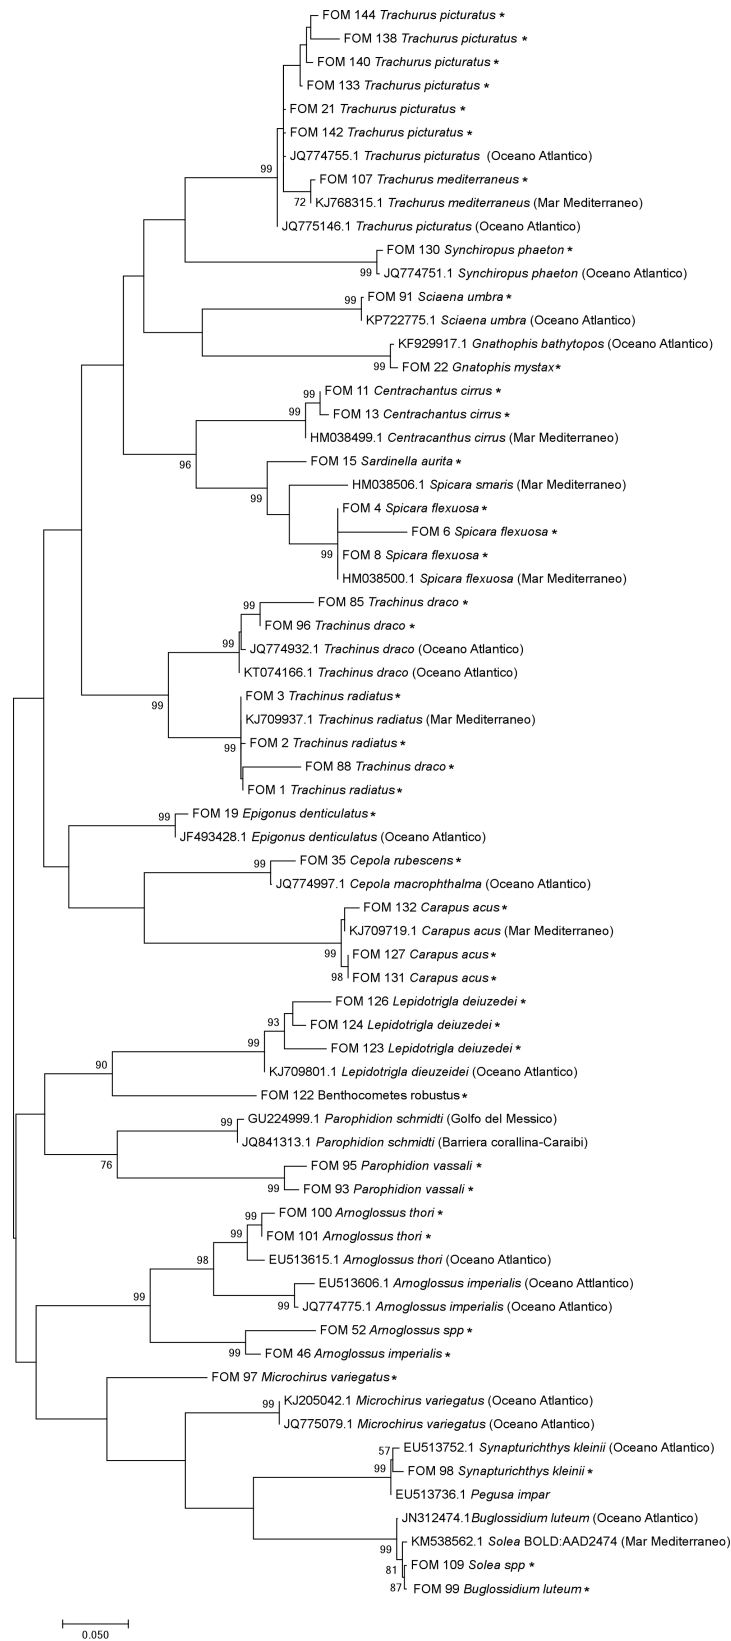 FOM 144 Trachurus picturatus *
FOM 138 Trachurus picturatus *
FOM 140 Trachurus picturatus *
FOM 133 Trachurus picturatus *
FOM 21 Trachurus picturatus *
FOM 142 Trachurus picturatus *
JQ774755.1 Trachurus picturatus (Oceano Atlantico)
99
FOM 107 Trachurus mediterraneus *
72
KJ768315.1 Trachurus mediterraneus (Mar Mediterraneo)
JQ775146.1 Trachurus picturatus (Oceano Atlantico)
FOM 130 Synchiropus phaeton *
99
JQ774751.1 Synchiropus phaeton (Oceano Atlantico)
99
FOM 91 Sciaena umbra *
KP722775.1 Sciaena umbra (Oceano Atlantico)
KF929917.1 Gnathophis bathytopos (Oceano Atlantico)
99
FOM 22 Gnatophis mystax*
99
FOM 11 Centrachantus cirrus *
99
FOM 13 Centrachantus cirrus *
HM038499.1 Centracanthus cirrus (Mar Mediterraneo)
96
FOM 15 Sardinella aurita *
HM038506.1 Spicara smaris (Mar Mediterraneo)
99
FOM 4 Spicara flexuosa *
FOM 6 Spicara flexuosa *
99
FOM 8 Spicara flexuosa *
HM038500.1 Spicara flexuosa (Mar Mediterraneo)
99
FOM 85 Trachinus draco *
FOM 96 Trachinus draco *
99
JQ774932.1 Trachinus draco (Oceano Atlantico)
KT074166.1 Trachinus draco (Oceano Atlantico)
99
FOM 3 Trachinus radiatus *
KJ709937.1 Trachinus radiatus (Mar Mediterraneo)
99
FOM 2 Trachinus radiatus *
FOM 88 Trachinus draco *
FOM 1 Trachinus radiatus *
99
FOM 19 Epigonus denticulatus *
JF493428.1 Epigonus denticulatus (Oceano Atlantico)
99
FOM 35 Cepola rubescens *
JQ774997.1 Cepola macrophthalma (Oceano Atlantico)
FOM 132 Carapus acus *
KJ709719.1 Carapus acus (Mar Mediterraneo)
99
FOM 127 Carapus acus *
98
FOM 131 Carapus acus *
FOM 126 Lepidotrigla deiuzedei *
93
FOM 124 Lepidotrigla deiuzedei *
99
FOM 123 Lepidotrigla deiuzedei *
KJ709801.1 Lepidotrigla dieuzeidei (Oceano Atlantico)
90
FOM 122 Benthocometes robustus *
99
GU224999.1 Parophidion schmidti (Golfo del Messico)
JQ841313.1 Parophidion schmidti (Barriera corallina-Caraibi)
76
FOM 95 Parophidion vassali *
99
FOM 93 Parophidion vassali *
99
FOM 100 Arnoglossus thori *
99
FOM 101 Arnoglossus thori *
EU513615.1 Arnoglossus thori (Oceano Atlantico)
98
EU513606.1 Arnoglossus imperialis (Oceano Attlantico)
99
JQ774775.1 Arnoglossus imperialis (Oceano Atlantico)
99
FOM 52 Arnoglossus spp *
99
FOM 46 Arnoglossus imperialis *
FOM 97 Microchirus variegatus *
99
KJ205042.1 Microchirus variegatus (Oceano Atlantico)
JQ775079.1 Microchirus variegatus (Oceano Atlantico)
57
EU513752.1 Synapturichthys kleinii (Oceano Atlantico)
99
FOM 98 Synapturichthys kleinii *
EU513736.1 Pegusa impar
JN312474.1Buglossidium luteum (Oceano Atlantico)
99
KM538562.1 Solea BOLD:AAD2474 (Mar Mediterraneo)
81
FOM 109 Solea spp *
87
FOM 99 Buglossidium luteum *
0.050